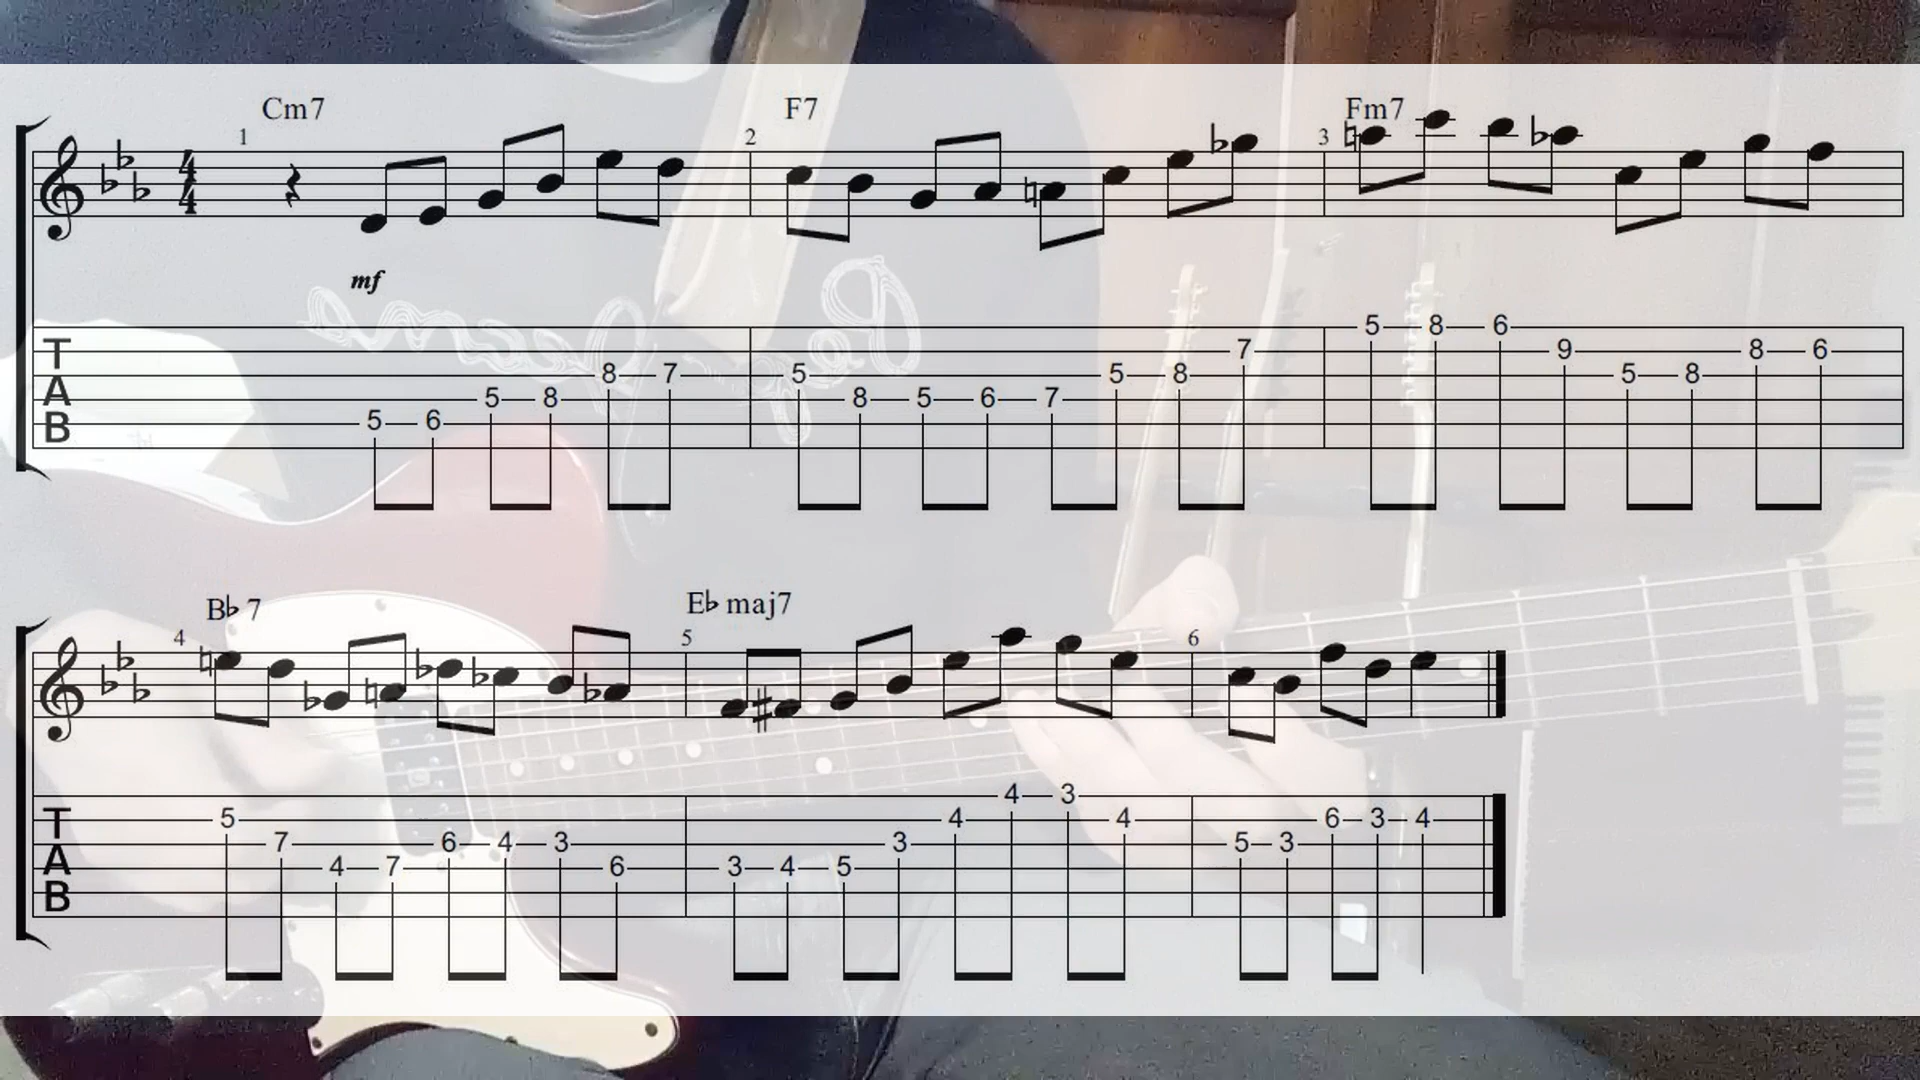 Cm7 F7 Fm7
1 2 3
4
4
mf
5 8 6
7 9 8 6
8 7 5 5 8 5 8
T
A
B
5 8 8 5 6 7
5 6
B♭7 E♭maj7
4 5 6
4 3
5 4 4 6 3 4
7 6 4 3 3 5 3
T
A
B
4 7 6 3 4 5